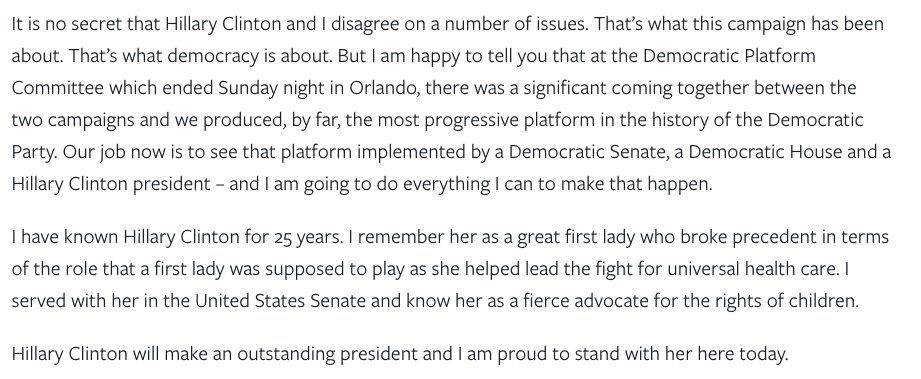 It is no secret that Hillary Clinton and I disagree on a number of issues. That’s what this campaign has been
about. That’s what democracy is about. But I am happy to tell you that at the Democratic Platform
Committee which ended Sunday night in Orlando, there was a significant coming together between the
two campaigns and we produced, by far, the most progressive platform in the history of the Democratic
Party. Our job now is to see that platform implemented by a Democratic Senate, a Democratic House and a
Hillary Clinton president – and I am going to do everything I can to make that happen.
I have known Hillary Clinton for 25 years. I remember her as a great first lady who broke precedent in terms
of the role that a first lady was supposed to play as she helped lead the fight for universal health care. I
served with her in the United States Senate and know her as a fierce advocate for the rights of children.
Hillary Clinton will make an outstanding president and I am proud to stand with her here today.